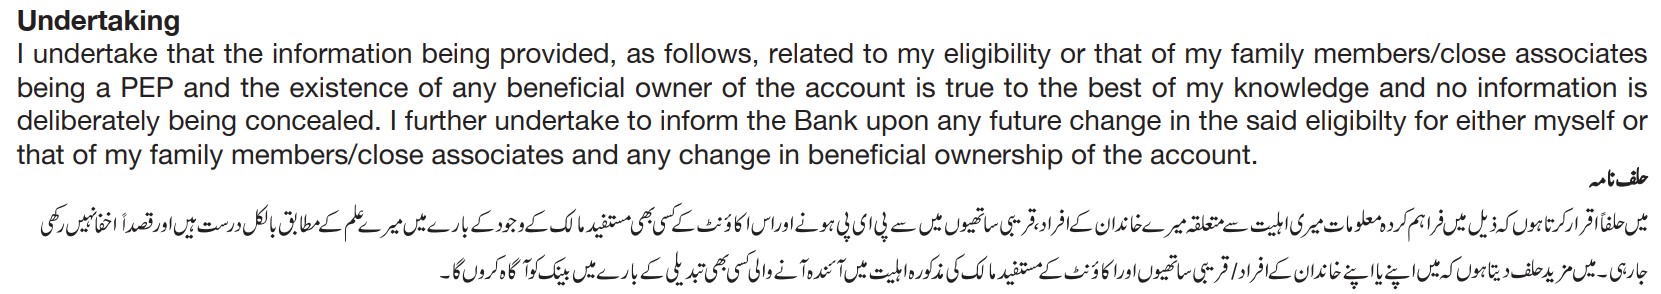 Undertaking
I undertake that the information being provided, as follows, related to my eligibility or that of my family members/close associates
being a PEP and the existence of any beneficial owner of the account is true to the best of my knowledge and no information is
deliberately being concealed. I further undertake to inform the Bank upon any future change in the said eligibilty for either myself or
that of my family members/close associates and any change in beneficial ownership of the account.
حلف نامہ
میں حلفاً اقرار کرتا ہوں کہ ذیل میں فراہم کردہ معلومات میری اہلیت سے متعلقہ میرے خاندان کے افراد،قریبی ساتھیوں میں سے پی ای پی ہونے اور اس اکاؤنٹ کے کسی بھی مستفید مالک کے وجود کے بارے میں میرے علم کے مطابق بالکل درست ہیں اور قصداً اخفا نہیں رکھی
جارہی ۔ میں مزید حلف دیتا ہوں کہ میں اپنے یا اپنے خاندان کے افراد / قریبی ساتھیوں اور اکاؤنٹ کے مستفید مالک کی مذکورہ اہلیت میں آئندہ آنے والی کسی بھی تبدیلی کے بارے میں بینک کو آگاہ کروں گا ۔